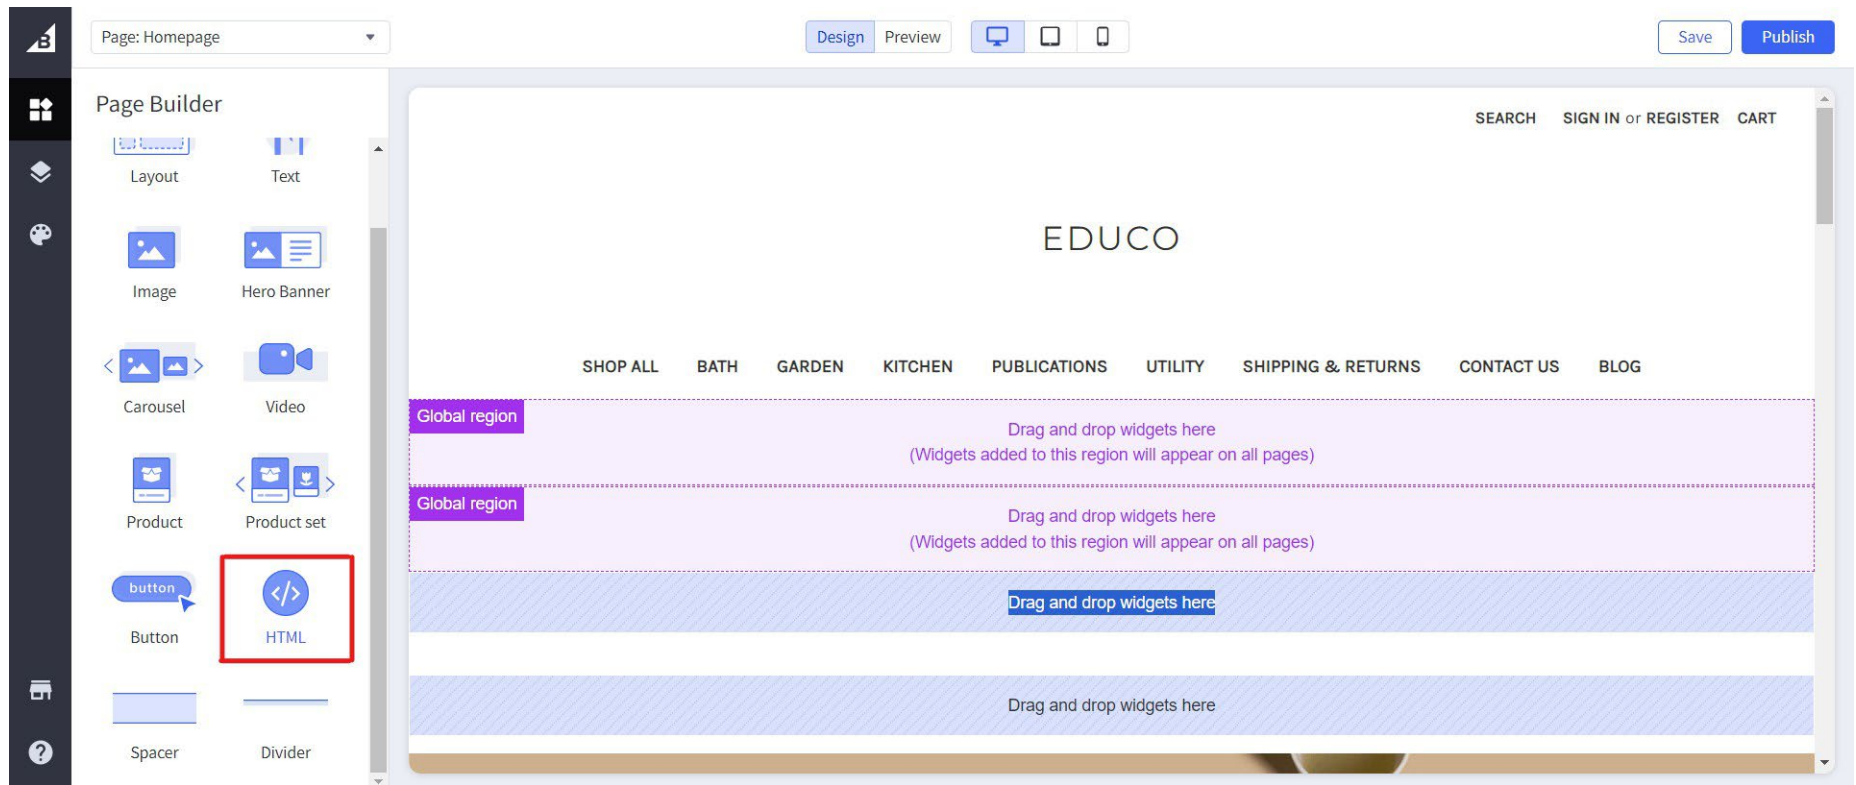 B
Page: Homepage
Design
Preview
Save
Publish
Page Builder
Layout
Text
Image
Hero Banner
Carousel
Video
Product
Product set
button
Button
</>
HTML
Spacer
Divider
?
SEARCH SIGN IN or REGISTER CART
EDUCO
SHOP ALL BATH GARDEN KITCHEN PUBLICATIONS UTILITY SHIPPING & RETURNS CONTACT US BLOG
Global region
Drag and drop widgets here
(Widgets added to this region will appear on all pages)
Global region
Drag and drop widgets here
(Widgets added to this region will appear on all pages)
Drag and drop widgets here
Drag and drop widgets here